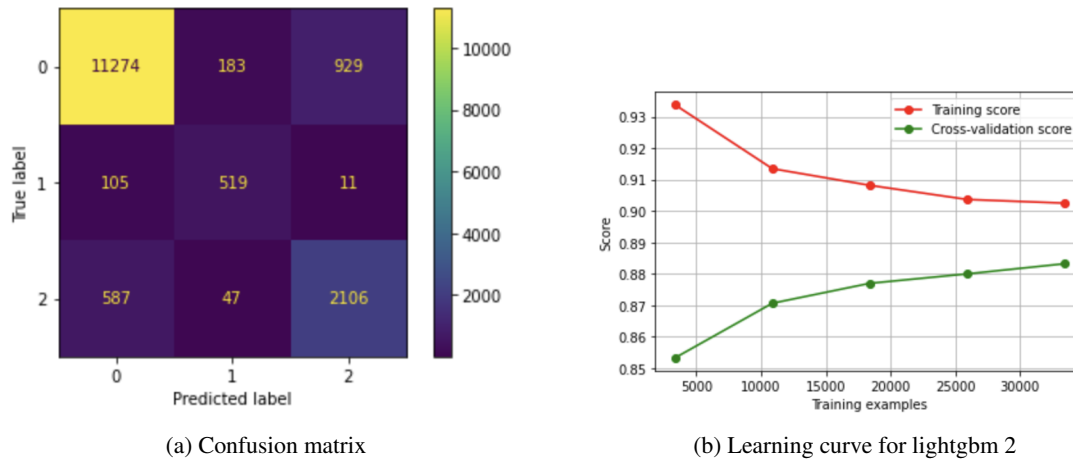 0
11274 183 929
1
105 519 11
2
587 47 2106
0 1 2
True label
Predicted label
10000
8000
6000
4000
2000
(a) Confusion matrix
Training score
Cross-validation score
0.93
0.92
0.91
0.90
0.89
0.88
0.87
0.86
0.85
Score
5000 10000 15000 20000 25000 30000
Training examples
(b) Learning curve for lightgbm 2